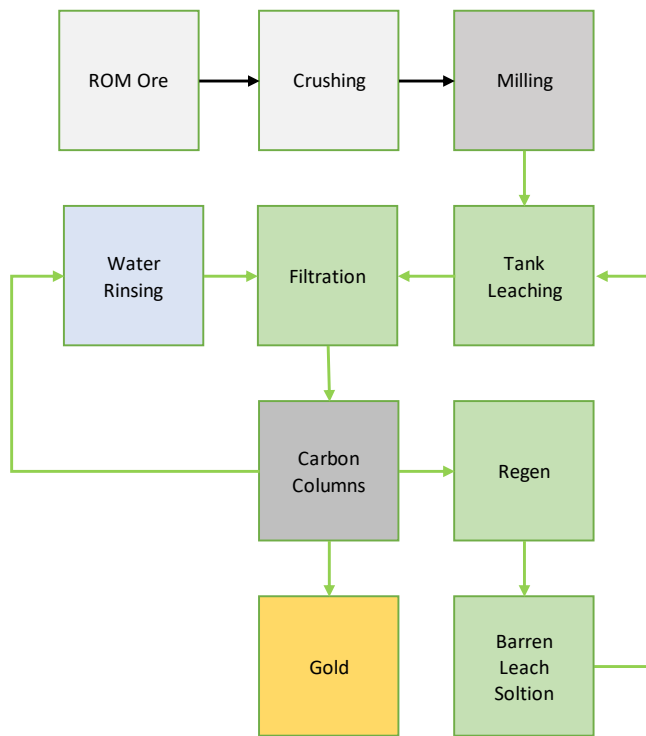 ROM Ore
Crushing
Milling
Water
Rinsing
Filtration
Tank
Leaching
Carbon
Columns
Regen
Gold
Barren
Leach
Soltion